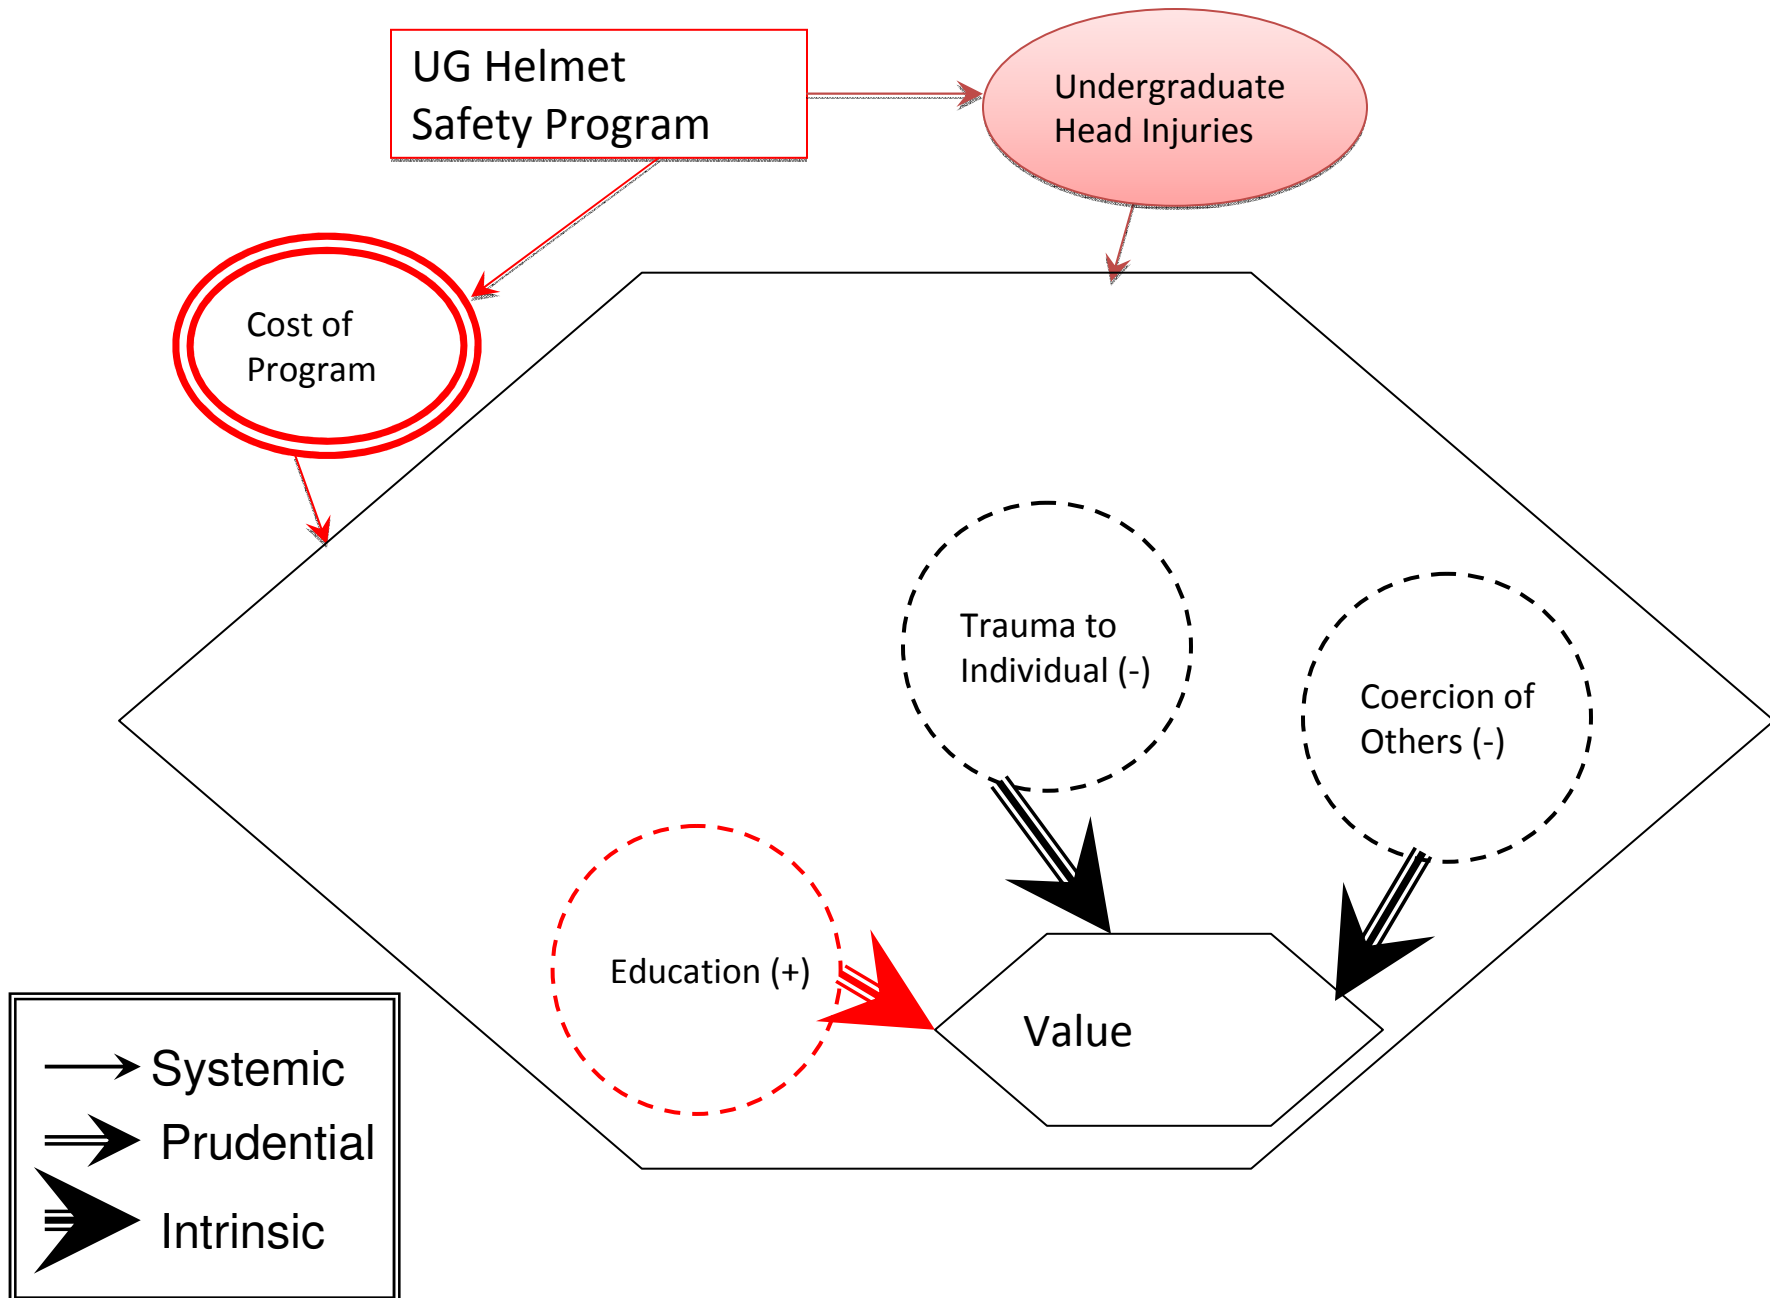 UG Helmet
Safety Program
Undergraduate
Head Injuries
Cost of
Program
Trauma to
Individual (-)
Coercion of
Others (-)
Education (+)
Value
Systemic
Prudential
Intrinsic